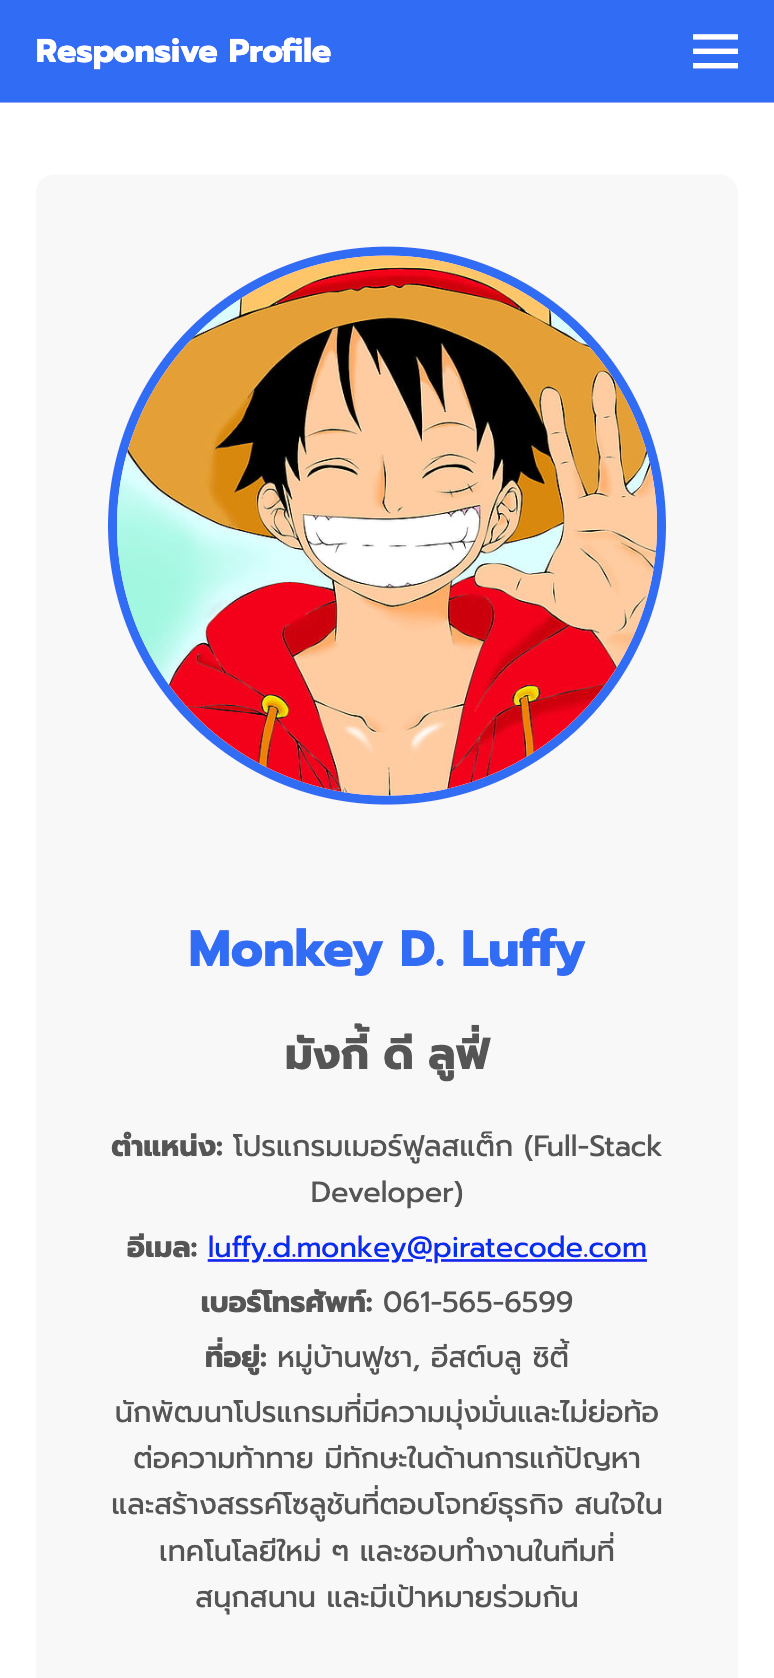 Responsive Profile
Monkey D. Luffy
มังกี้ ดี ลูฟี่
ตำแหน่ง: โปรแกรมเมอร์ฟูลสแต็ก (Full-Stack
Developer)
อีเมล: luffy.d.monkey@piratecode.com
เบอร์โทรศัพท์: 061-565-6599
ที่อยู่: หมู่บ้านฟูชา, อีสต์บลู ซิตี้
นักพัฒนาโปรแกรมที่มีความมุ่งมั่นและไม่ย่อท้อ
ต่อความท้าทาย มีทักษะในด้านการแก้ปัญหา
และสร้างสรรค์โซลูชันที่ตอบโจทย์ธุรกิจ สนใจใน
เทคโนโลยีใหม่ ๆ และชอบทำงานในทีมที่
สนุกสนาน และมีเป้าหมายร่วมกัน